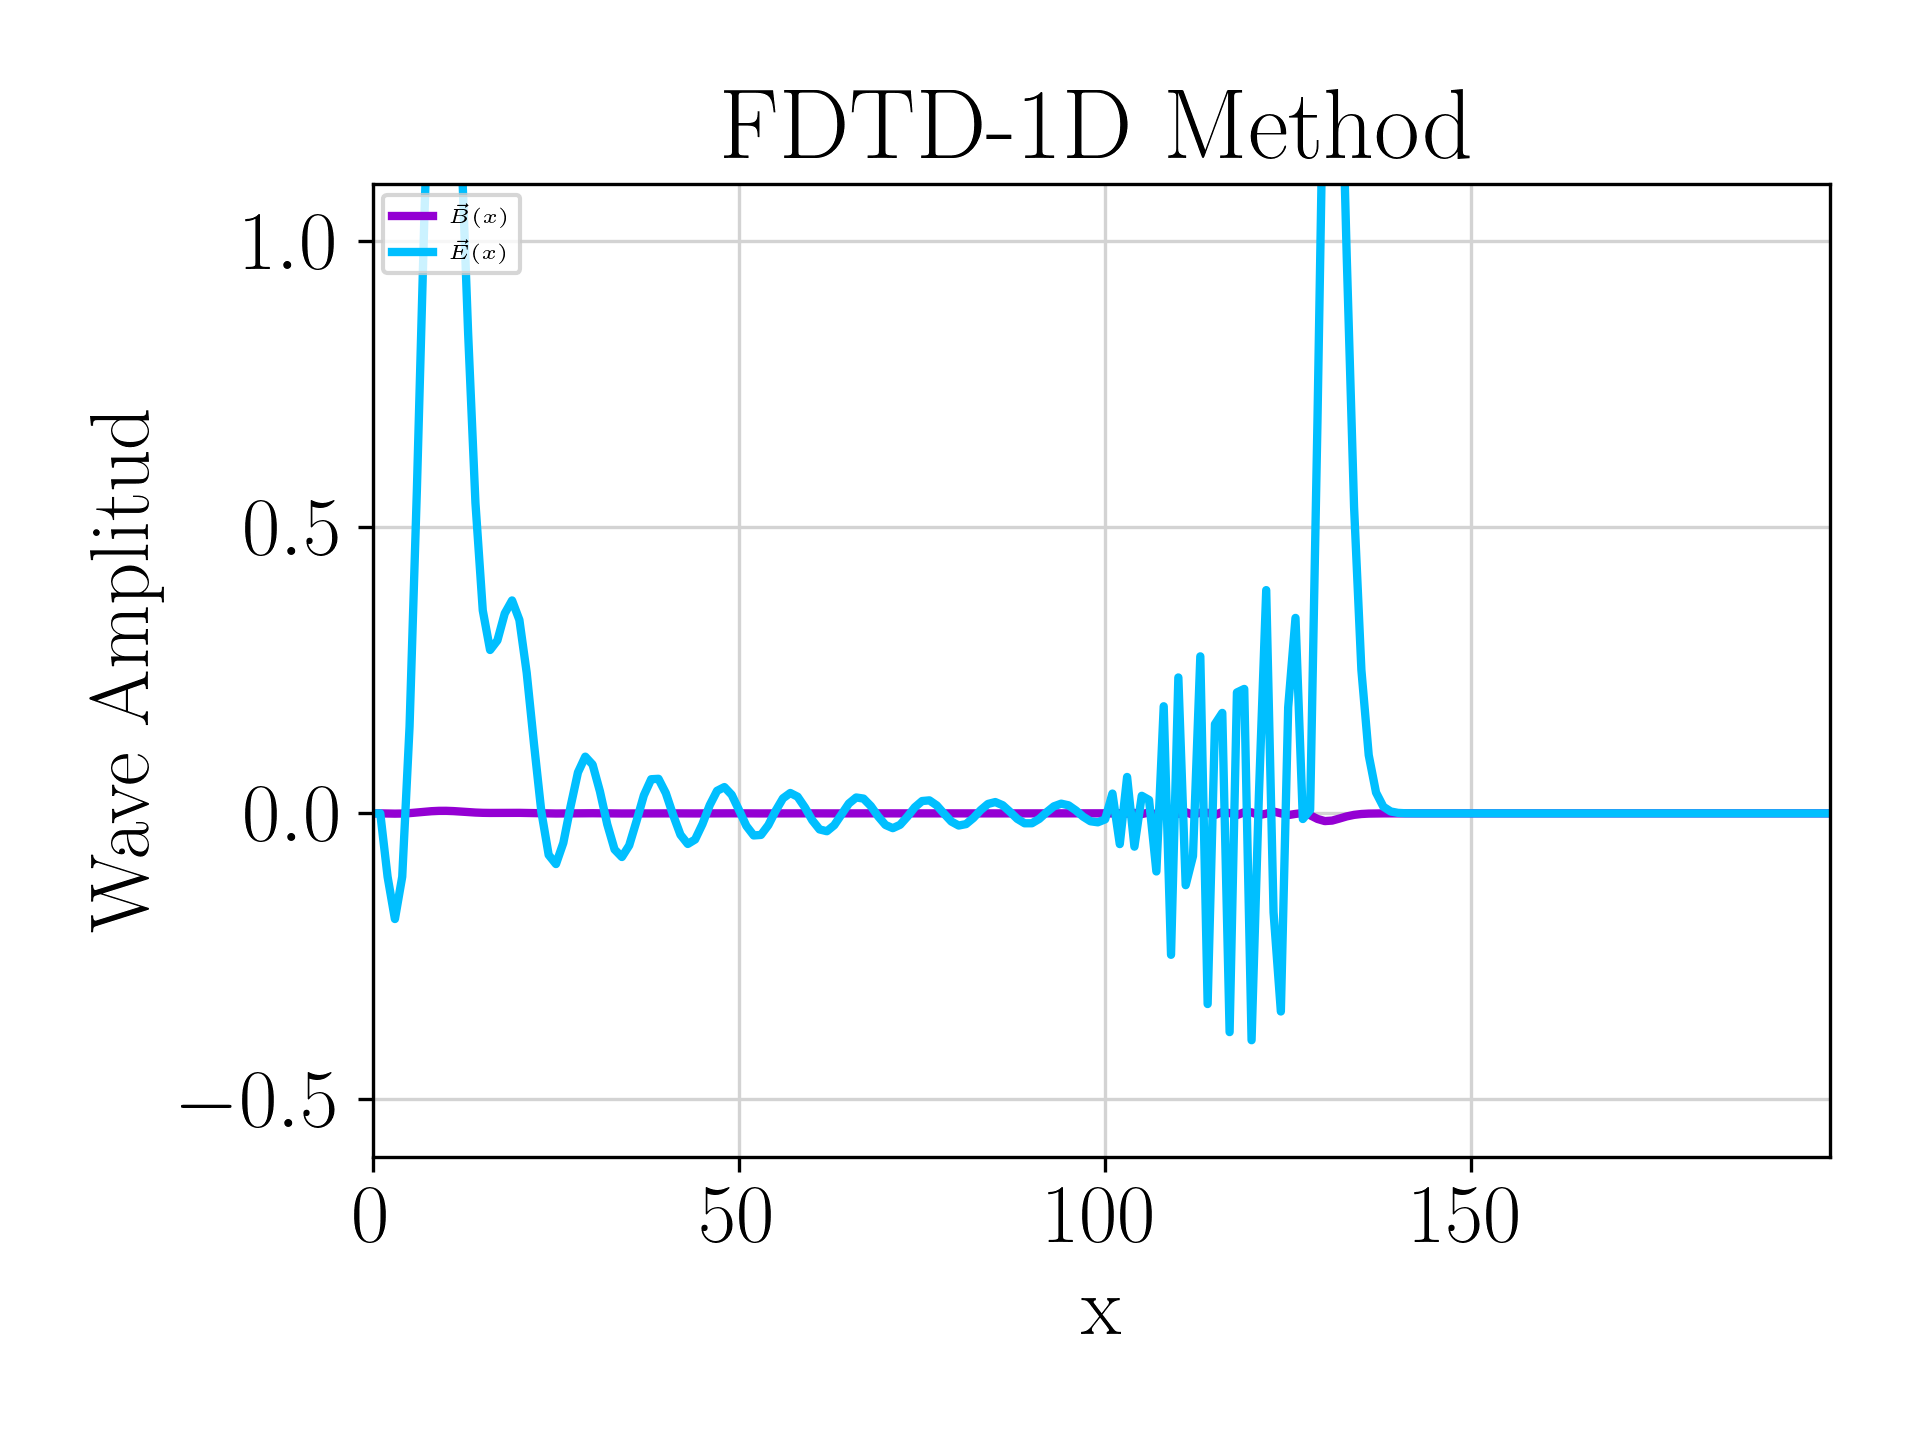 FDTD-1D Method
Wave Amplitud
1.0
0.5
0.0
−0.5
$\vec{B}(x)$
$\vec{E}(x)$
0 50 100 150
x